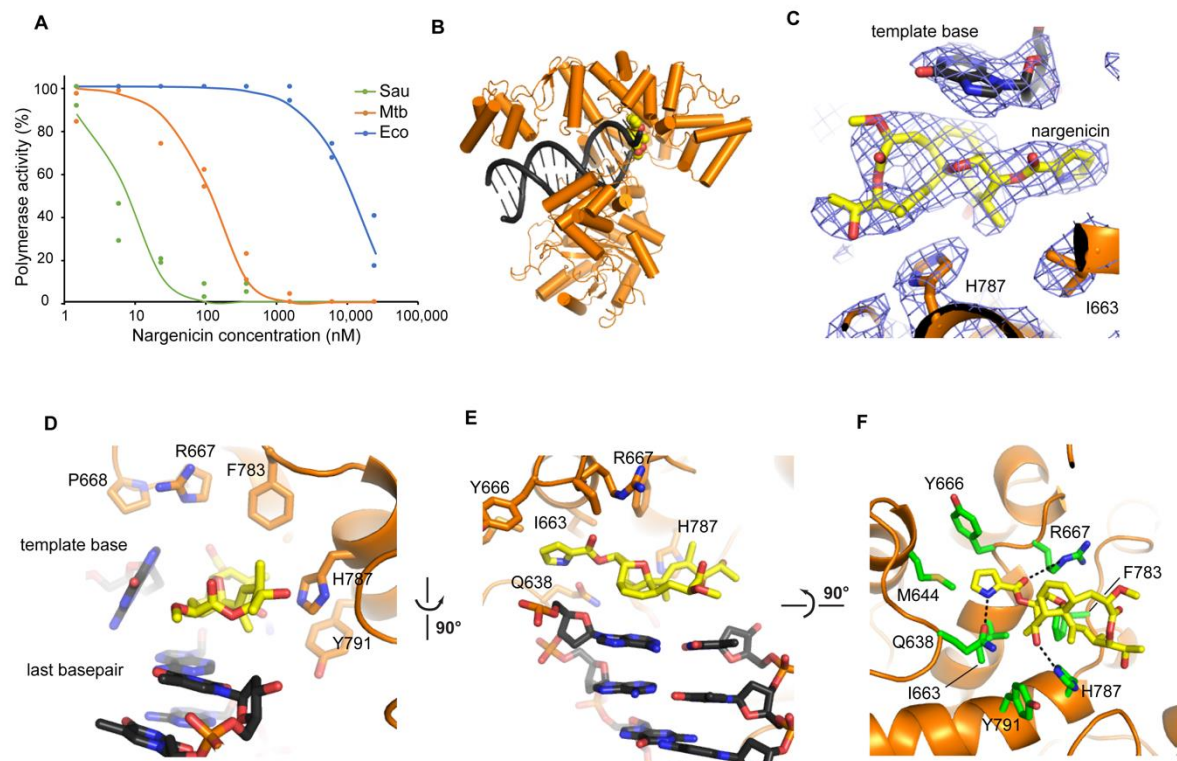 A
Polymerase activity (%)
100
80
60
40
20
0
1
10
100
1000
10,000
100,000
Nargenicin concentration (nM)
Sau
Mtb
Eco
B
C
template base
nargenicin
H787
I663
D
R667
P668
F783
template base
H787
Y791
last basepair
90°
E
R667
Y666
I663
H787
Q638
90°
F
Y666
R667
F783
M644
Q638
I663
H787
Y791